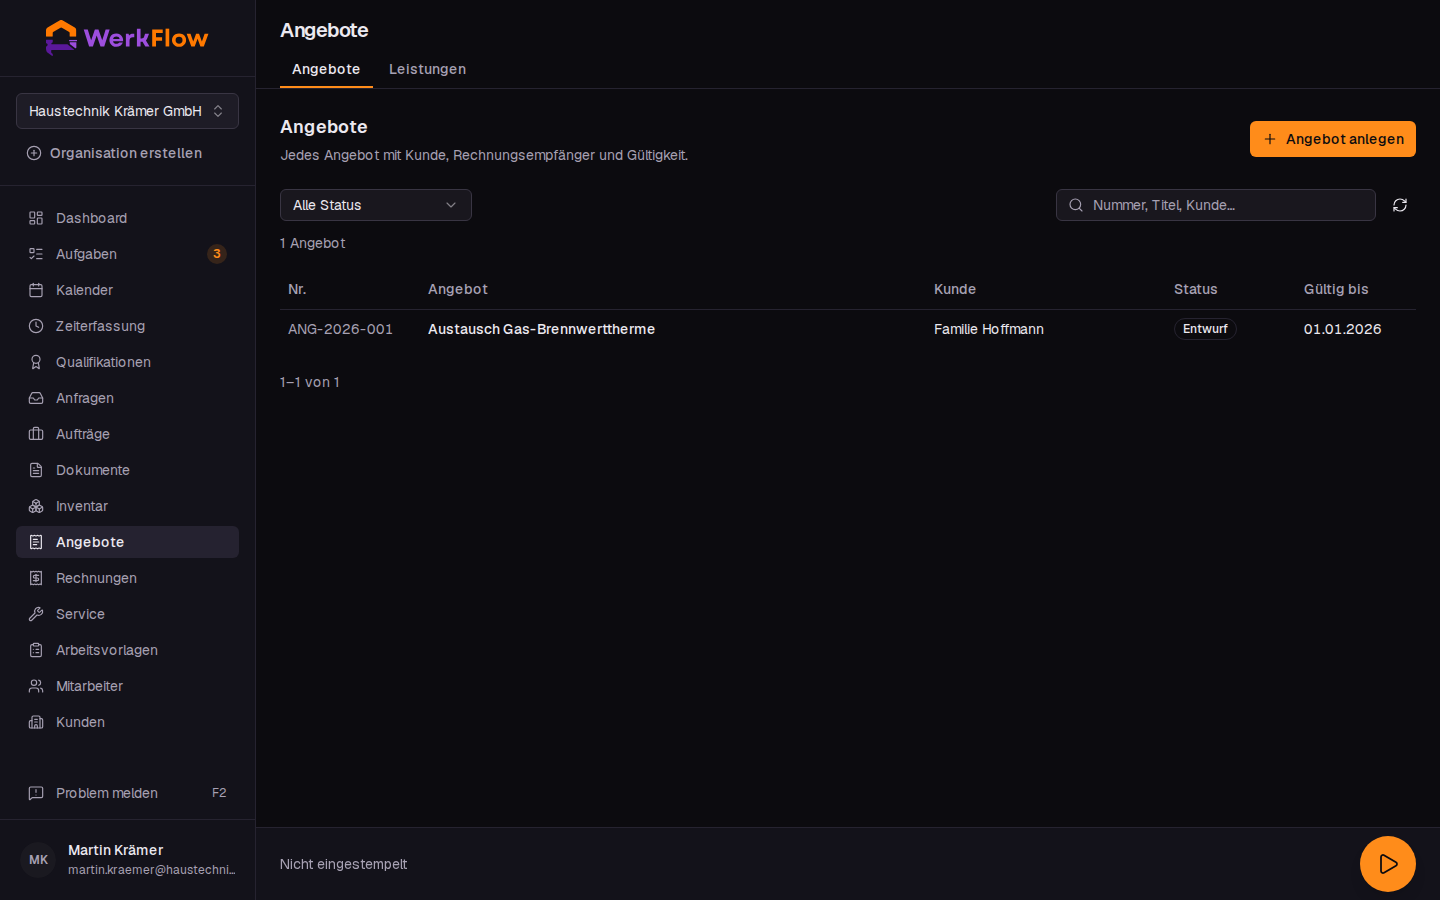 WerkFlow
Haustechnik Krämer GmbH
Organisation erstellen
Dashboard
Aufgaben 3
Kalender
Zeiterfassung
Qualifikationen
Anfragen
Aufträge
Dokumente
Inventar
Angebote
Rechnungen
Service
Arbeitsvorlagen
Mitarbeiter
Kunden
Problem melden F2
MK
Martin Krämer
martin.kraemer@haustechni...
Angebote
Angebote Leistungen
Angebote
Jedes Angebot mit Kunde, Rechnungsempfänger und Gültigkeit.
Angebot anlegen
Alle Status
Nummer, Titel, Kunde...
1 Angebot
Nr. Angebot Kunde Status Gültig bis
ANG-2026-001 Austausch Gas-Brennwerttherme Familie Hoffmann Entwurf 01.01.2026
1–1 von 1
Nicht eingestempelt